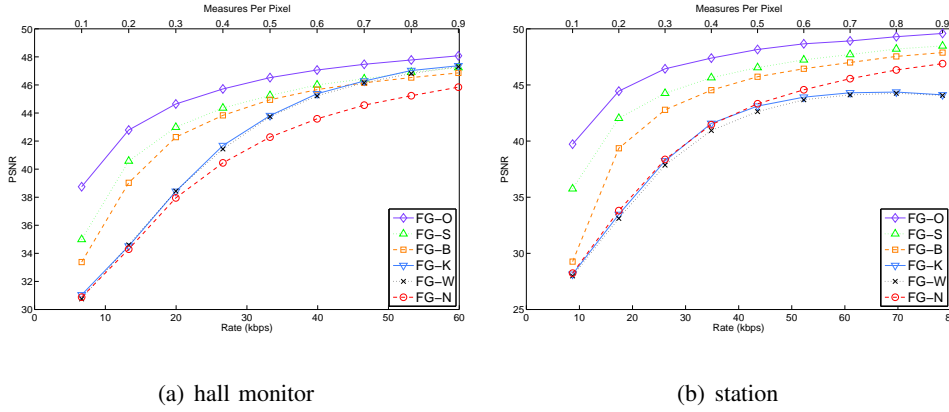 Measures Per Pixel
0.1 0.2 0.3 0.4 0.5 0.6 0.7 0.8 0.9
50
48
46
44
42
40
38
36
34
32
30
PSNR
0 10 20 30 40 50 60
Rate (kbps)
FG−O
FG−S
FG−B
FG−K
FG−W
FG−N
(a) hall monitor
Measures Per Pixel
0.1 0.2 0.3 0.4 0.5 0.6 0.7 0.8 0.9
50
45
40
35
30
25
PSNR
0 10 20 30 40 50 60 70
Rate (kbps)
FG−O
FG−S
FG−B
FG−K
FG−W
FG−N
(b) station